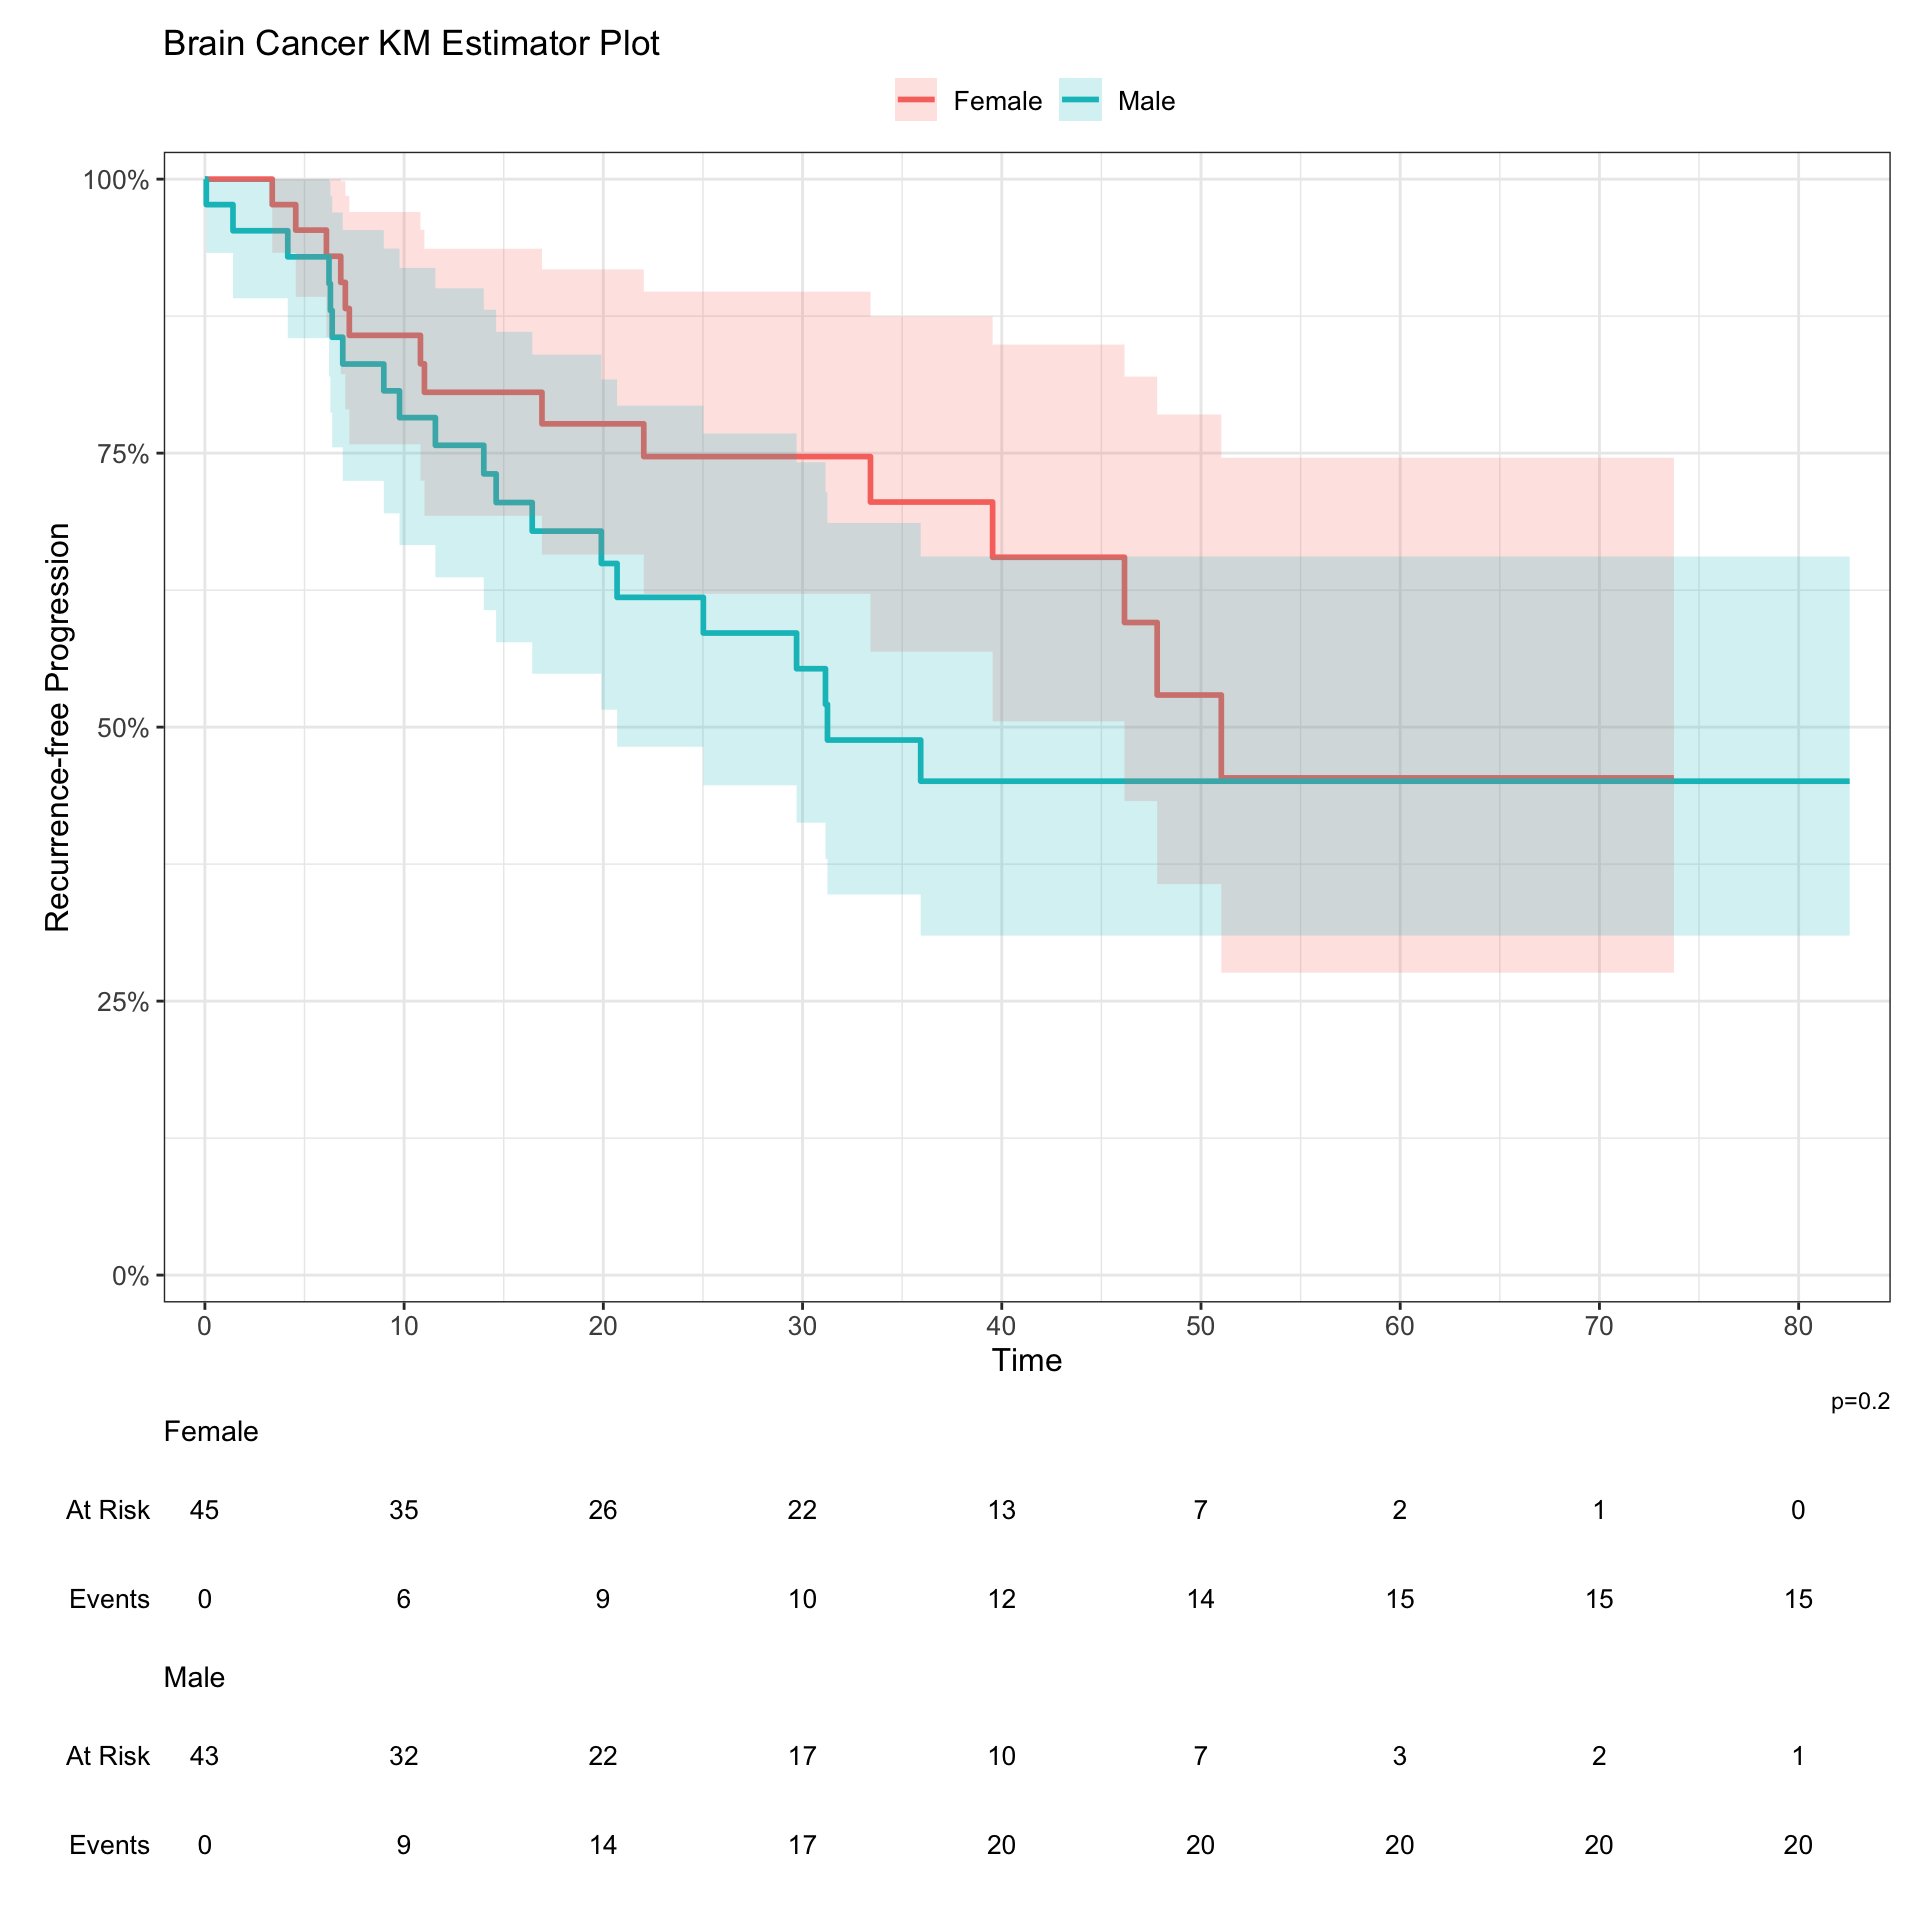 Brain Cancer KM Estimator Plot
Female Male
Recurrence-free Progression
100%
75%
50%
25%
0%
0 10 20 30 40 50 60 70 80
Time
p=0.2
Female
At Risk 45 35 26 22 13 7 2 1 0
Events 0 6 9 10 12 14 15 15 15
Male
At Risk 43 32 22 17 10 7 3 2 1
Events 0 9 14 17 20 20 20 20 20